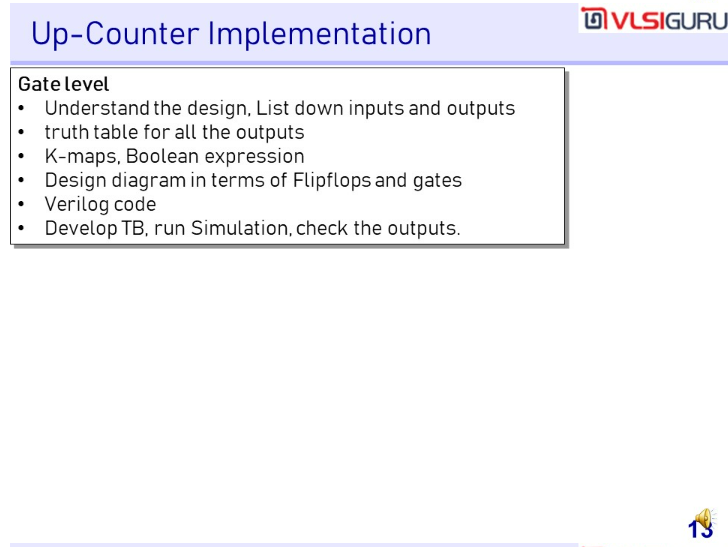 Up-Counter Implementation
VLSIGURU
Gate level
• Understand the design, List down inputs and outputs
• truth table for all the outputs
• K-maps, Boolean expression
• Design diagram in terms of Flipflops and gates
• Verilog code
• Develop TB, run Simulation, check the outputs.
13